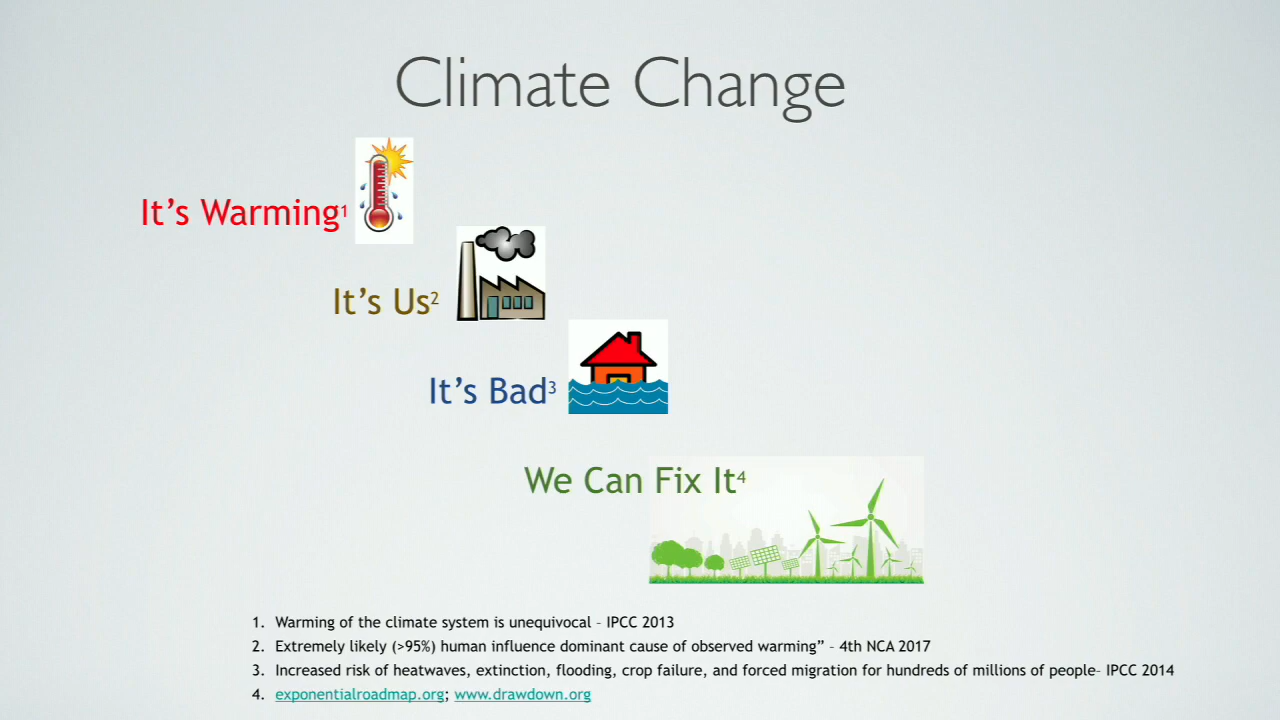 Climate Change
It's Warming¹
It's Us²
It's Bad³
We Can Fix It⁴
1. Warming of the climate system is unequivocal – IPCC 2013
2. Extremely likely (>95%) human influence dominant cause of observed warming” – 4th NCA 2017
3. Increased risk of heatwaves, extinction, flooding, crop failure, and forced migration for hundreds of millions of people– IPCC 2014
4. exponentialroadmap.org; www.drawdown.org